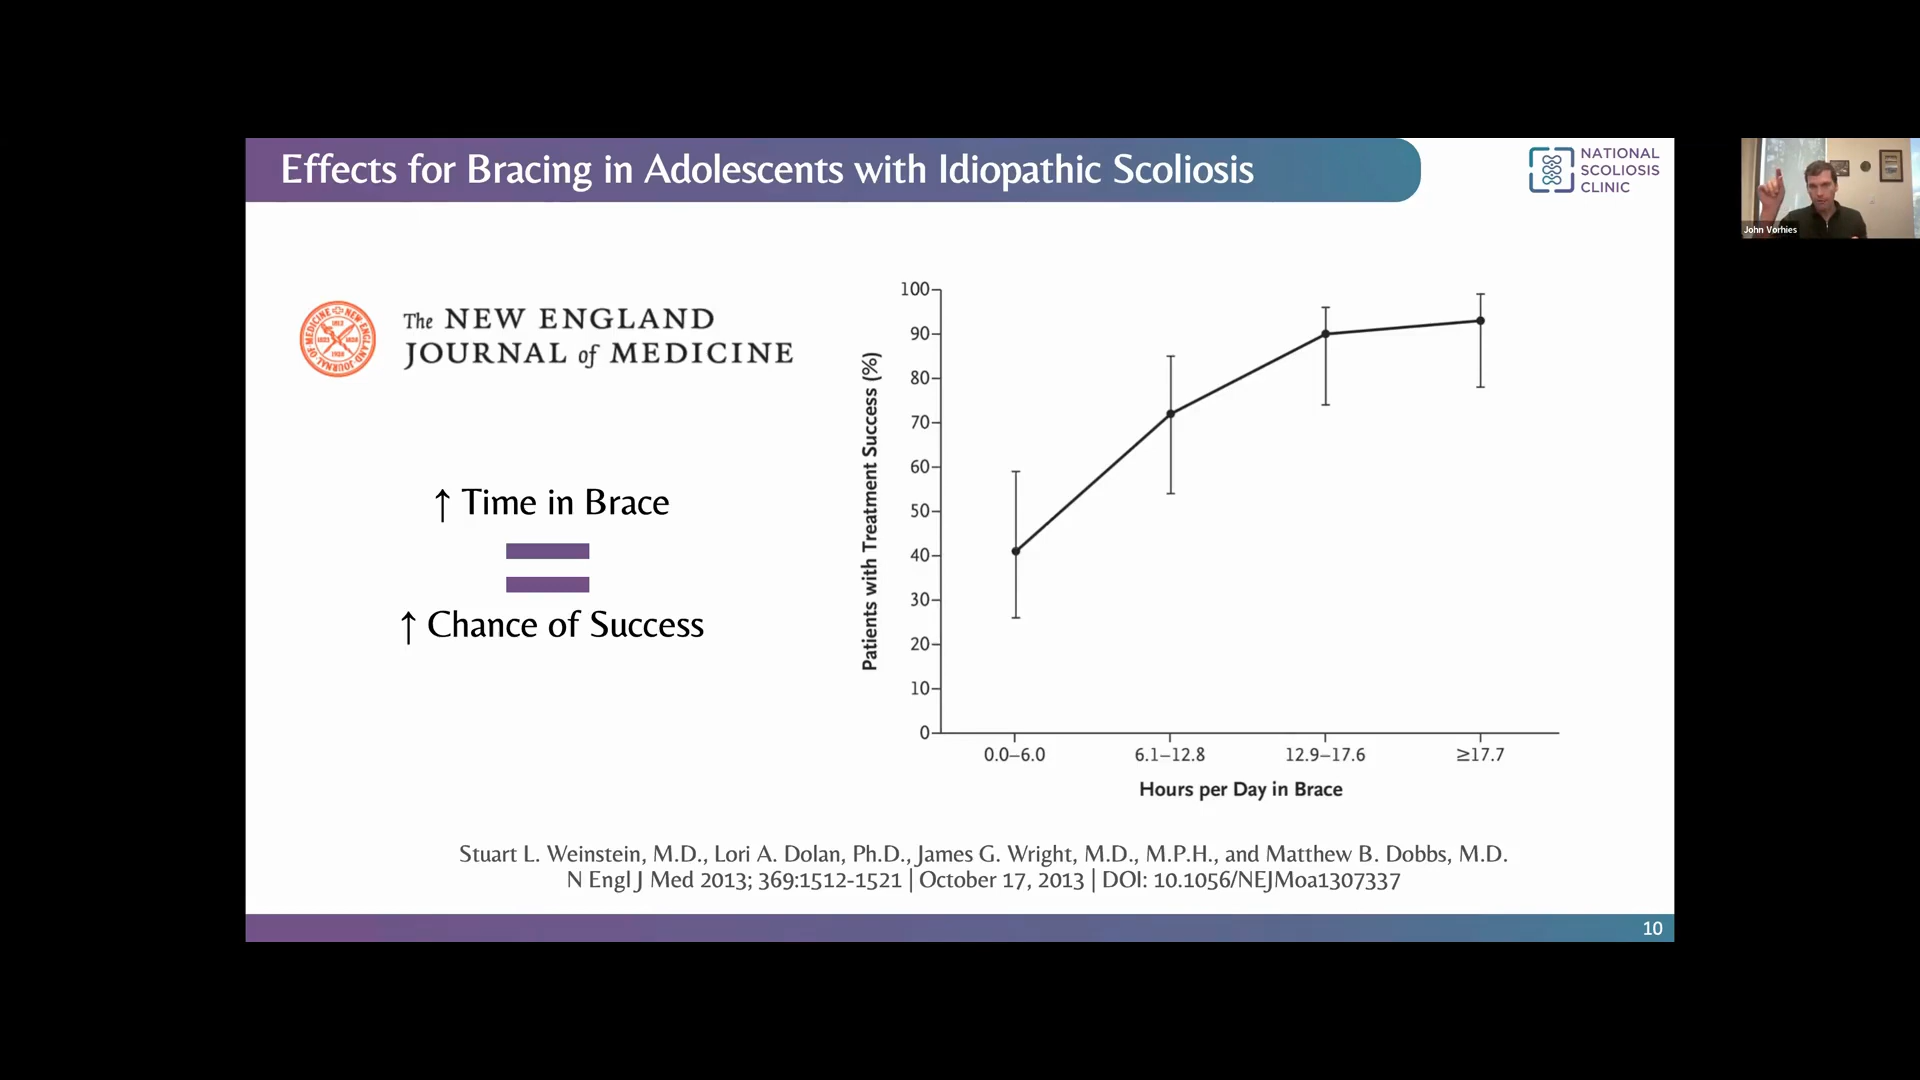 Effects for Bracing in Adolescents with Idiopathic Scoliosis
NATIONAL
SCOLIOSIS
CLINIC
John Vorhies
The NEW ENGLAND
JOURNAL of MEDICINE
↑ Time in Brace
↑ Chance of Success
Patients with Treatment Success (%)
100
90
80
70
60
50
40
30
20
10
0
0.0–6.0
6.1–12.8
12.9–17.6
≥17.7
Hours per Day in Brace
Stuart L. Weinstein, M.D., Lori A. Dolan, Ph.D., James G. Wright, M.D., M.P.H., and Matthew B. Dobbs, M.D.
N Engl J Med 2013; 369:1512-1521 | October 17, 2013 | DOI: 10.1056/NEJMoa1307337
10